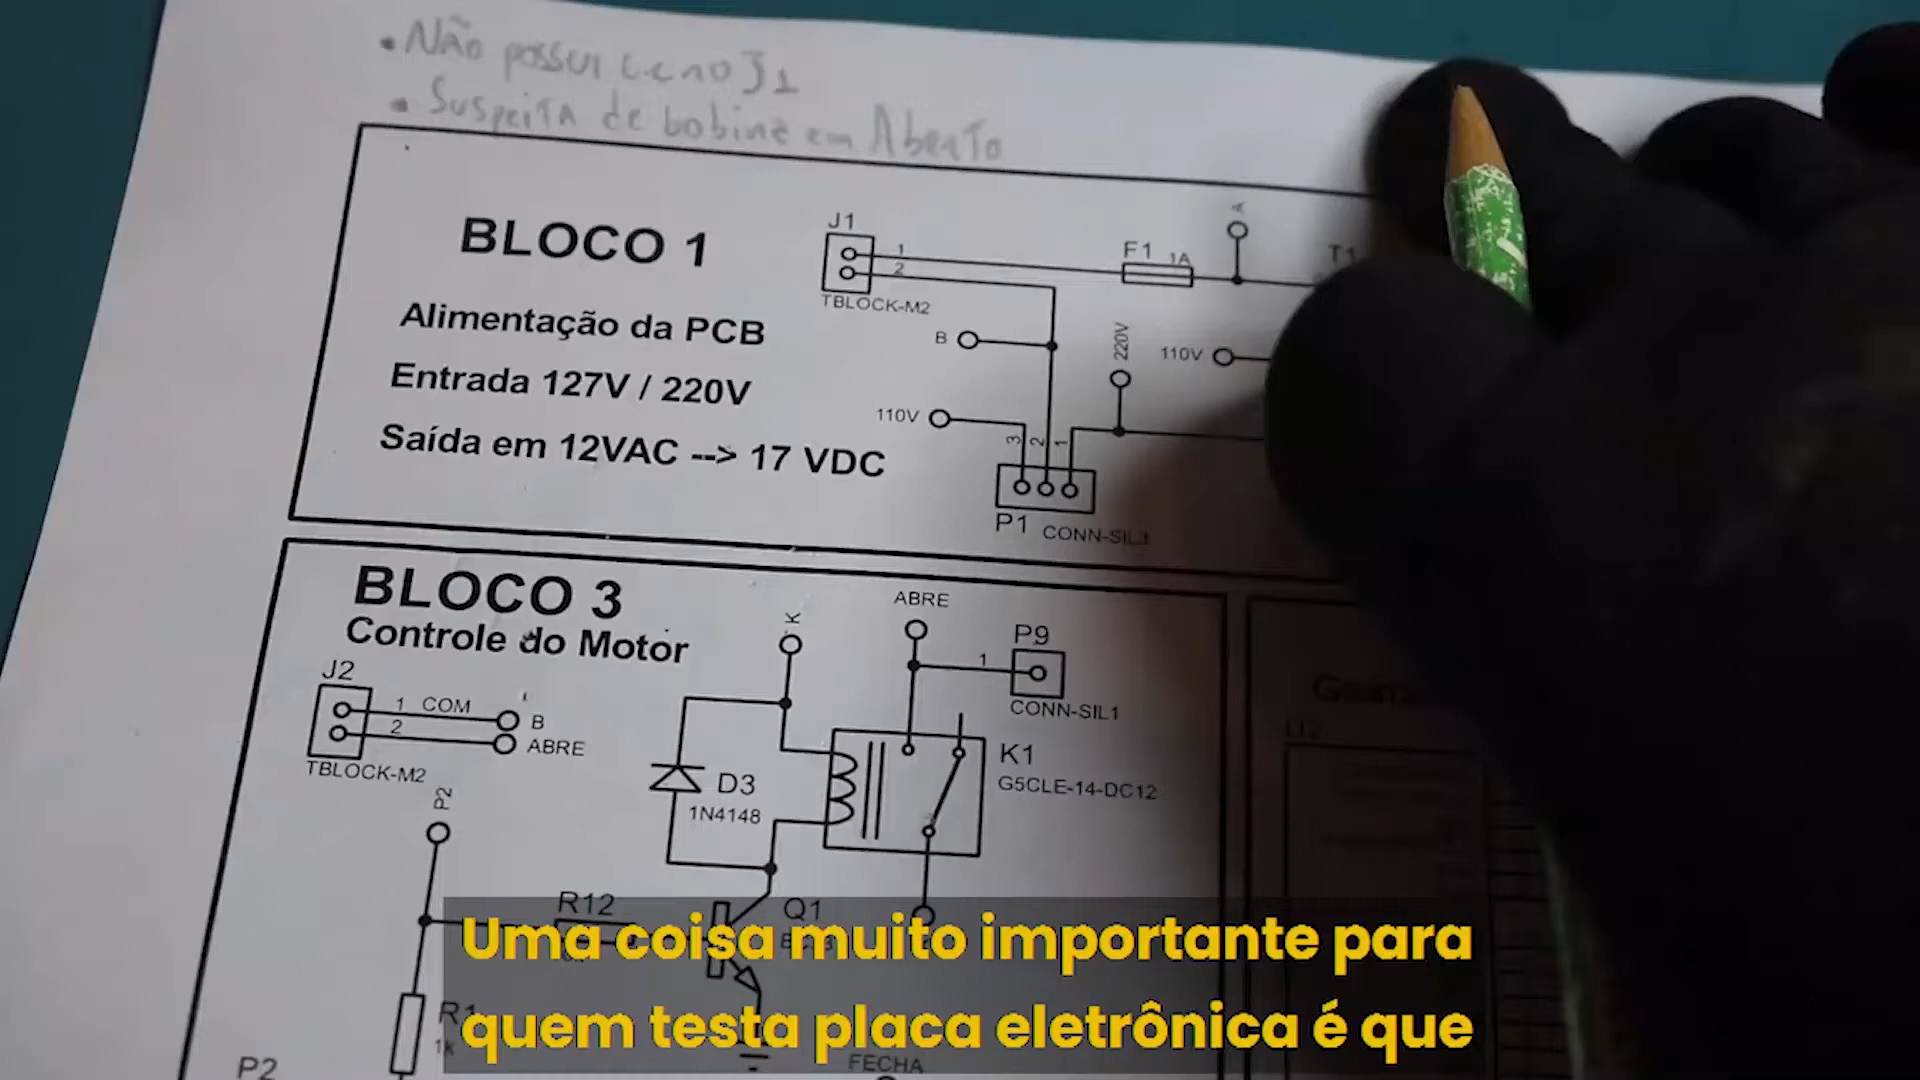 • Não possui
J1
• Suspeita de bobina em Aberto
BLOCO 1
Alimentação da PCB
Entrada 127V / 220V
Saída em 12VAC --> 17 VDC
J1
1
2
TBLOCK-M2
F1 1A
A
T1
B
220V
110V
110V
3 2 1
P1 CONN-SIL3
BLOCO 3
Controle do Motor
J2
1 COM
2
B
ABRE
TBLOCK-M2
K
ABRE
P9
1
CONN-SIL1
D3
1N4148
K1
G5CLE-14-DC12
P2
R12
Q1
R1
1k
P2
FECHA
Uma coisa muito importante para
quem testa placa eletrônica é que